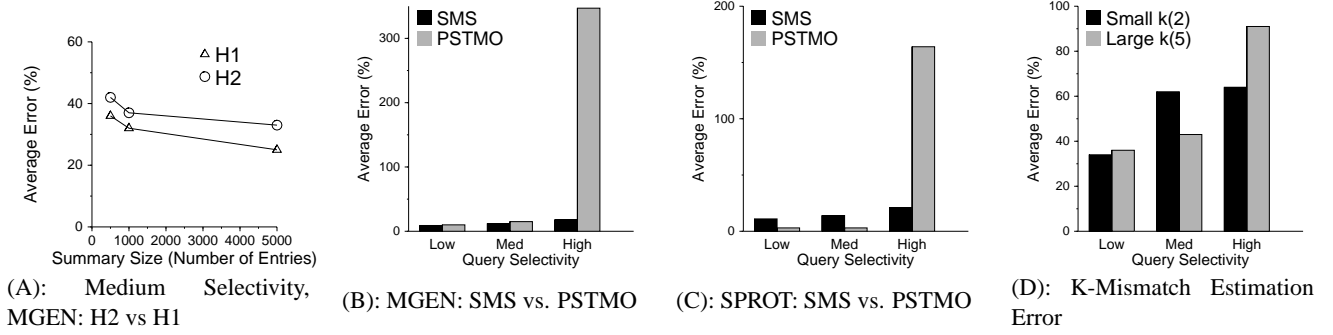 60
40
20
0
0 1000 2000 3000 4000 5000
Average Error (%)
Summary Size (Number of Entries)
H1
H2
(A): Medium Selectivity,
MGEN: H2 vs H1
300
200
100
0
Average Error (%)
SMS
PSTMO
Low Med High
Query Selectivity
(B): MGEN: SMS vs. PSTMO
200
100
0
Average Error (%)
SMS
PSTMO
Low Med High
Query Selectivity
(C): SPROT: SMS vs. PSTMO
100
80
60
40
20
0
Average Error (%)
Small k(2)
Large k(5)
Low Med High
Query Selectivity
(D): K-Mismatch Estimation
Error